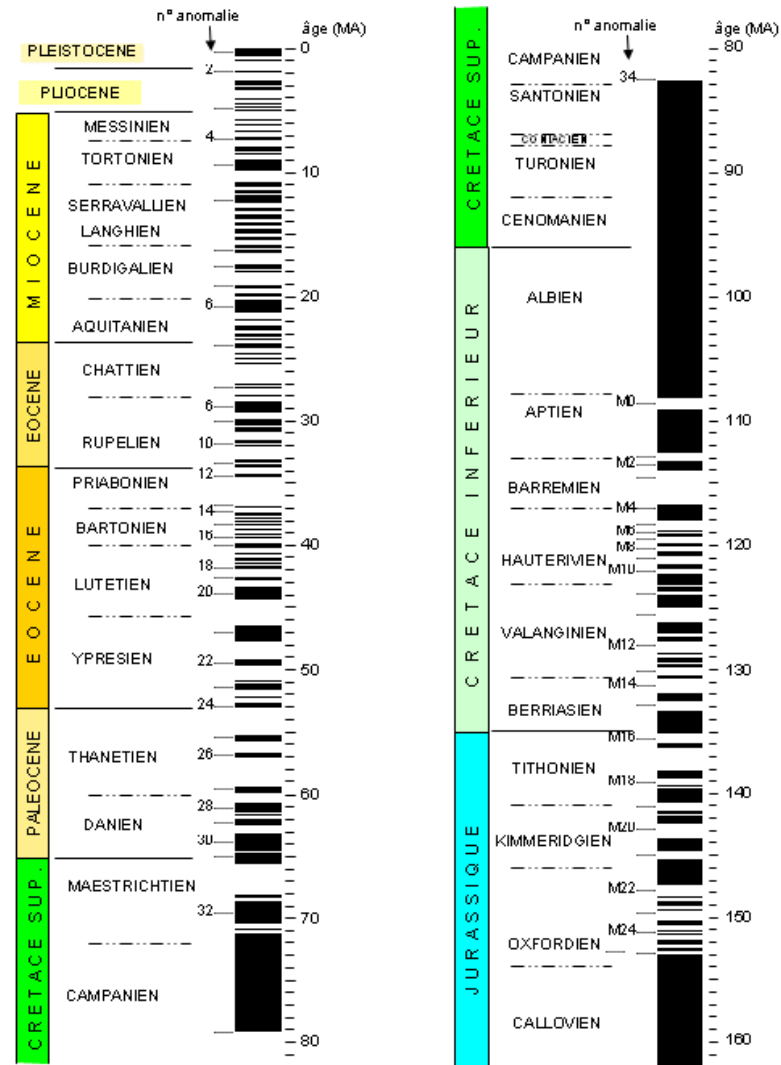 n° anomalie
âge (MA)
PLEISTOCENE
PLIOCENE
MIOCENE
MESSINIEN
TORTONIEN
SERRAVALLIEN
LANGHIEN
BURDIGALIEN
AQUITANIEN
EOCENE
CHATTIEN
RUPELIEN
EOCENE
PRIABONIEN
BARTONIEN
LUTETIEN
YPRESIEN
PALEOCENE
THANETIEN
DANIEN
CRETACE SUP.
MAESTRICHTIEN
CAMPANIEN
2
4
6
6
10
12
14
16
18
20
22
24
26
28
30
32
0
10
20
30
40
50
60
70
80
n° anomalie
âge (MA)
CRETACE SUP.
CAMPANIEN
SANTONIEN
TURONIEN
CENOMANIEN
CRETACE INFERIEUR
ALBIEN
APTIEN
BARREMIEN
HAUTERIVIEN
VALANGINIEN
BERRIASIEN
JURASSIQUE
TITHONIEN
KIMMERIDGIEN
OXFORDIEN
CALLOVIEN
34
M0
M2
M4
M6
M8
M10
M12
M14
M16
M18
M20
M22
M24
80
90
100
110
120
130
140
150
160